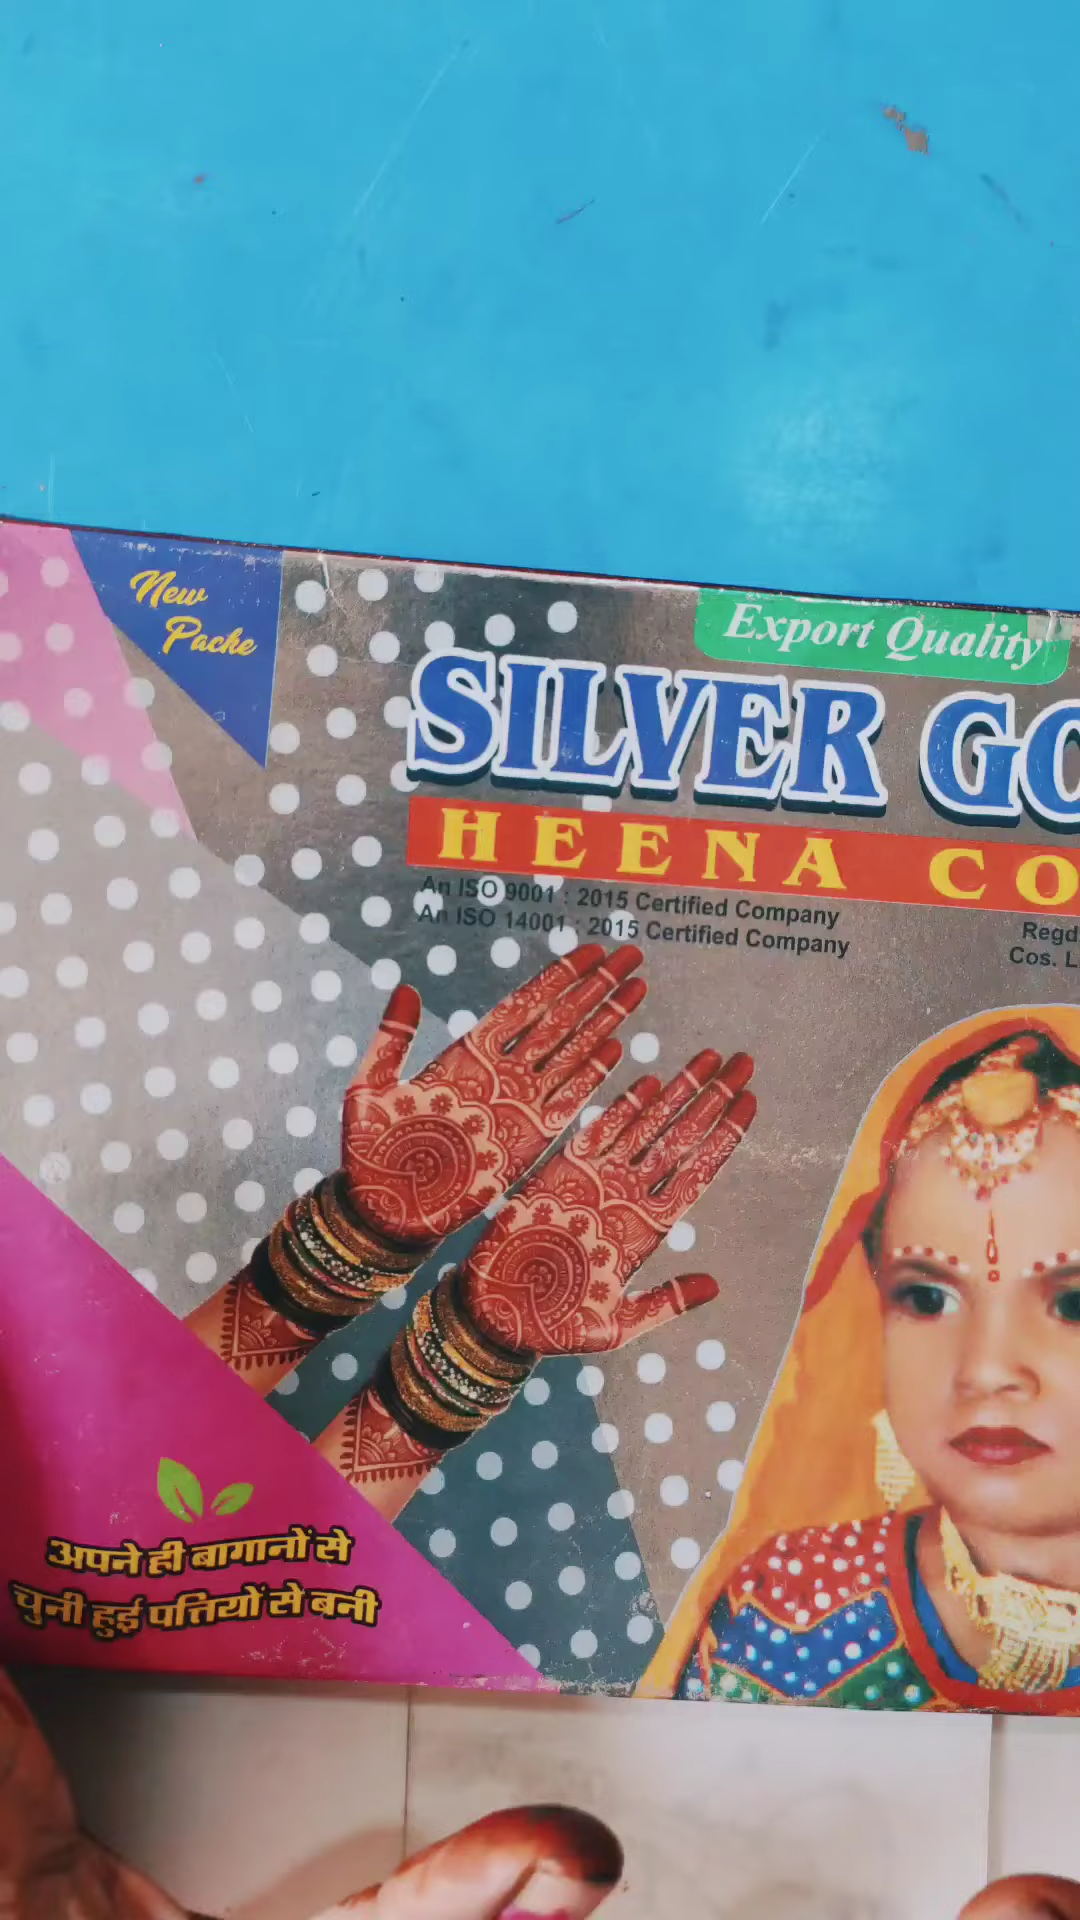 New
Packe
Export Quality
SILVER GO
HEENA CO
An ISO 9001 : 2015 Certified Company
An ISO 14001 : 2015 Certified Company
Regd
Cos. L
अपने ही बागानों से
चुनी हुई पत्तियों से बनी